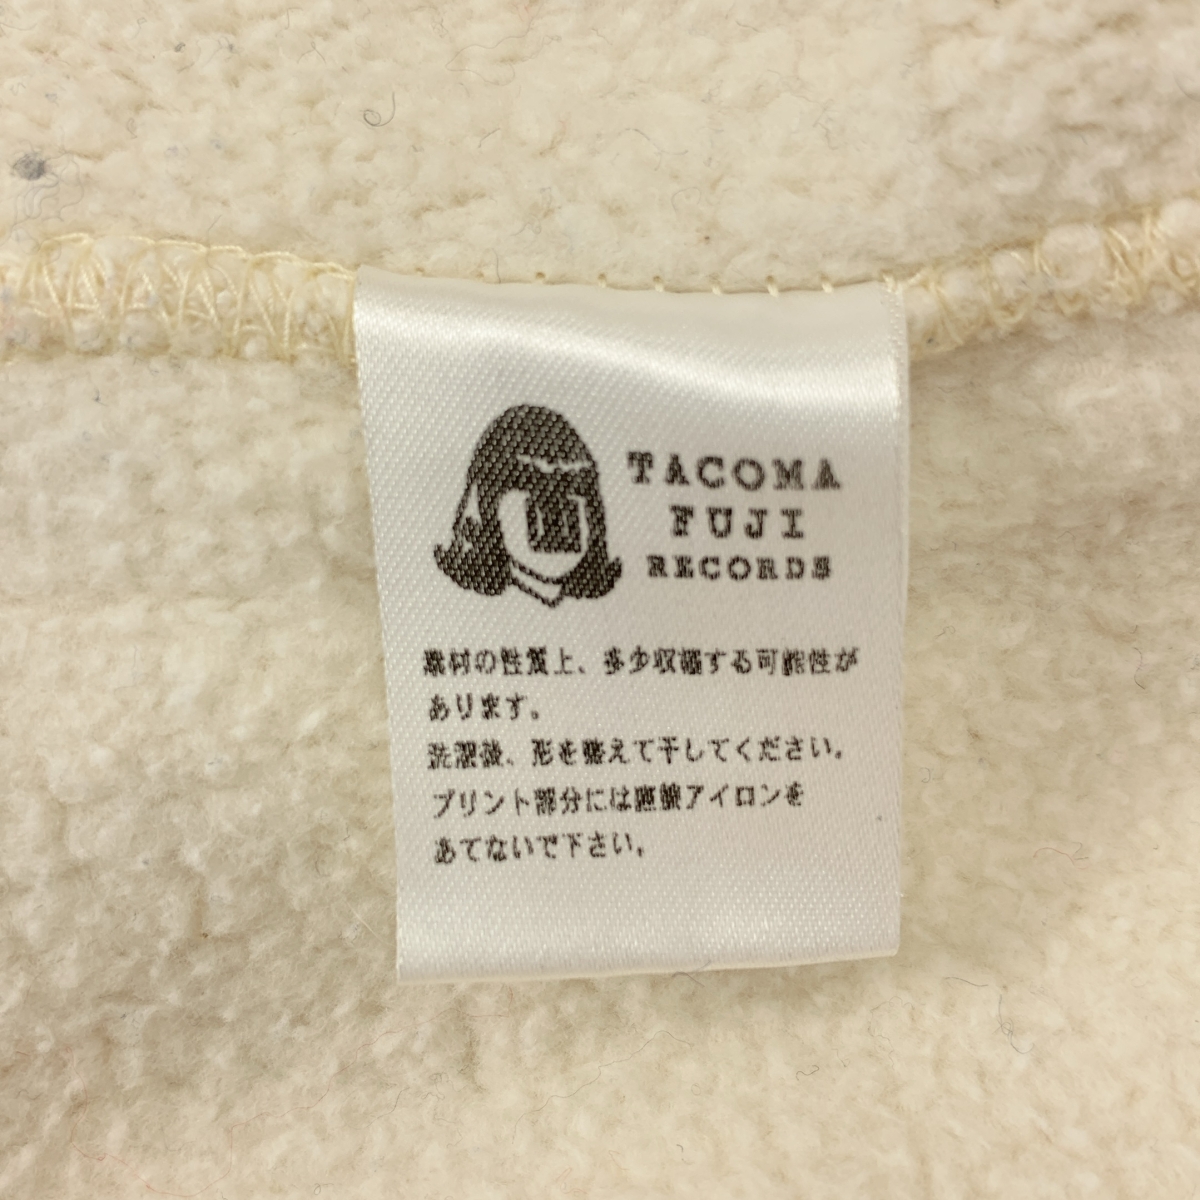 TACOMA
FUJI
RECORDS
素材の性質上、多少収縮する可能性が
あります。
洗濯後、形を整えて干してください。
プリント部分には直接アイロンを
あてないで下さい。